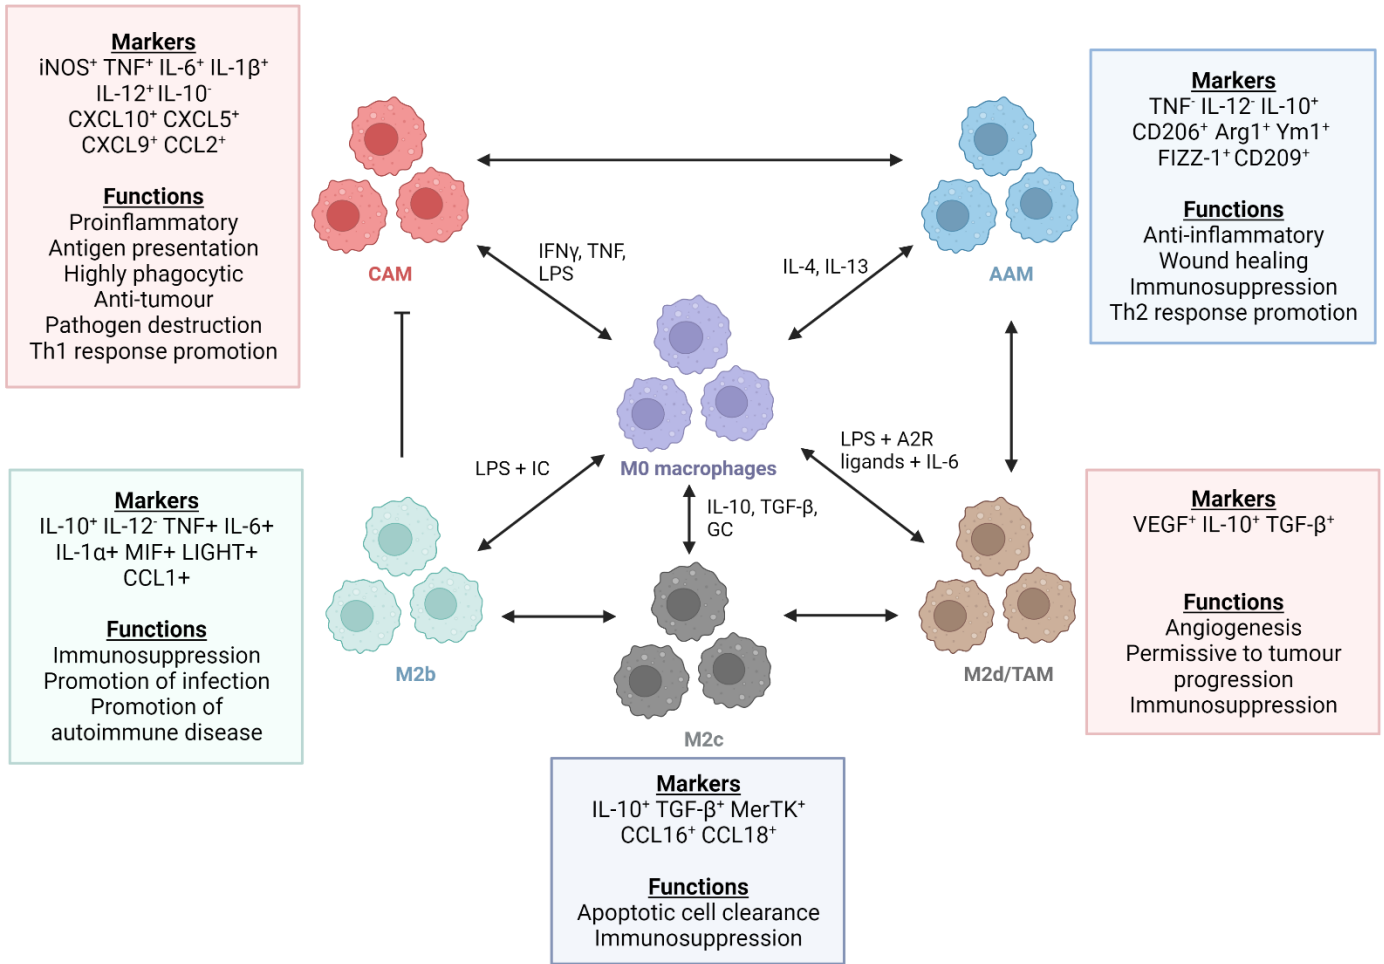 Markers
iNOS⁺ TNF⁺ IL-6⁺ IL-1β⁺
IL-12⁺ IL-10⁻
CXCL10⁺ CXCL5⁺
CXCL9⁺ CCL2⁺
Functions
Proinflammatory
Antigen presentation
Highly phagocytic
Anti-tumour
Pathogen destruction
Th1 response promotion
CAM
IFNγ, TNF,
LPS
IL-4, IL-13
AAM
Markers
TNF⁻ IL-12⁻ IL-10⁺
CD206⁺ Arg1⁺ Ym1⁺
FIZZ-1⁺ CD209⁺
Functions
Anti-inflammatory
Wound healing
Immunosuppression
Th2 response promotion
M0 macrophages
LPS + IC
IL-10, TGF-β,
GC
LPS + A2R
ligands + IL-6
Markers
IL-10⁺ IL-12⁻ TNF+ IL-6+
IL-1α+ MIF+ LIGHT+
CCL1+
Functions
Immunosuppression
Promotion of infection
Promotion of
autoimmune disease
M2b
M2c
M2d/TAM
Markers
VEGF⁺ IL-10⁺ TGF-β⁺
Functions
Angiogenesis
Permissive to tumour
progression
Immunosuppression
Markers
IL-10⁺ TGF-β⁺ MerTK⁺
CCL16⁺ CCL18⁺
Functions
Apoptotic cell clearance
Immunosuppression